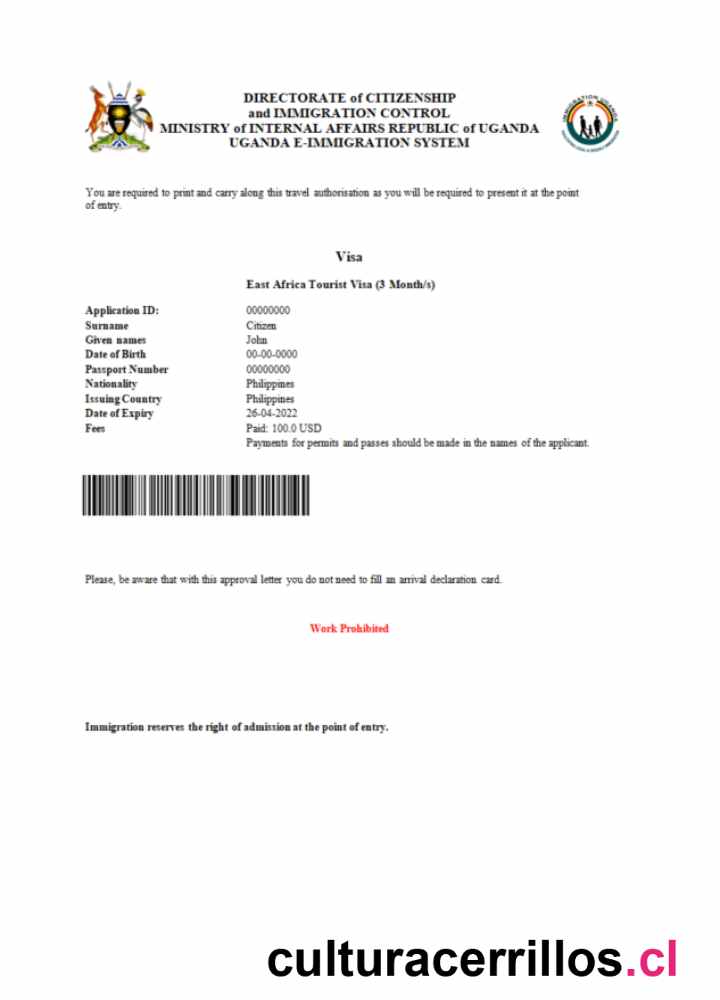 DIRECTORATE of CITIZENSHIP
and IMMIGRATION CONTROL
MINISTRY of INTERNAL AFFAIRS REPUBLIC of UGANDA
UGANDA E-IMMIGRATION SYSTEM
You are required to print and carry along this travel authorisation as you will be required to present it at the point
of entry.
Visa
East Africa Tourist Visa (3 Month/s)
Application ID: 00000000
Surname Citizen
Given names John
Date of Birth 00-00-0000
Passport Number 00000000
Nationality Philippines
Issuing Country Philippines
Date of Expiry 26-04-2022
Fees Paid: 100.0 USD
Payments for permits and passes should be made in the names of the applicant.
Please, be aware that with this approval letter you do not need to fill an arrival declaration card.
Work Prohibited
Immigration reserves the right of admission at the point of entry.
culturacerrillos.cl